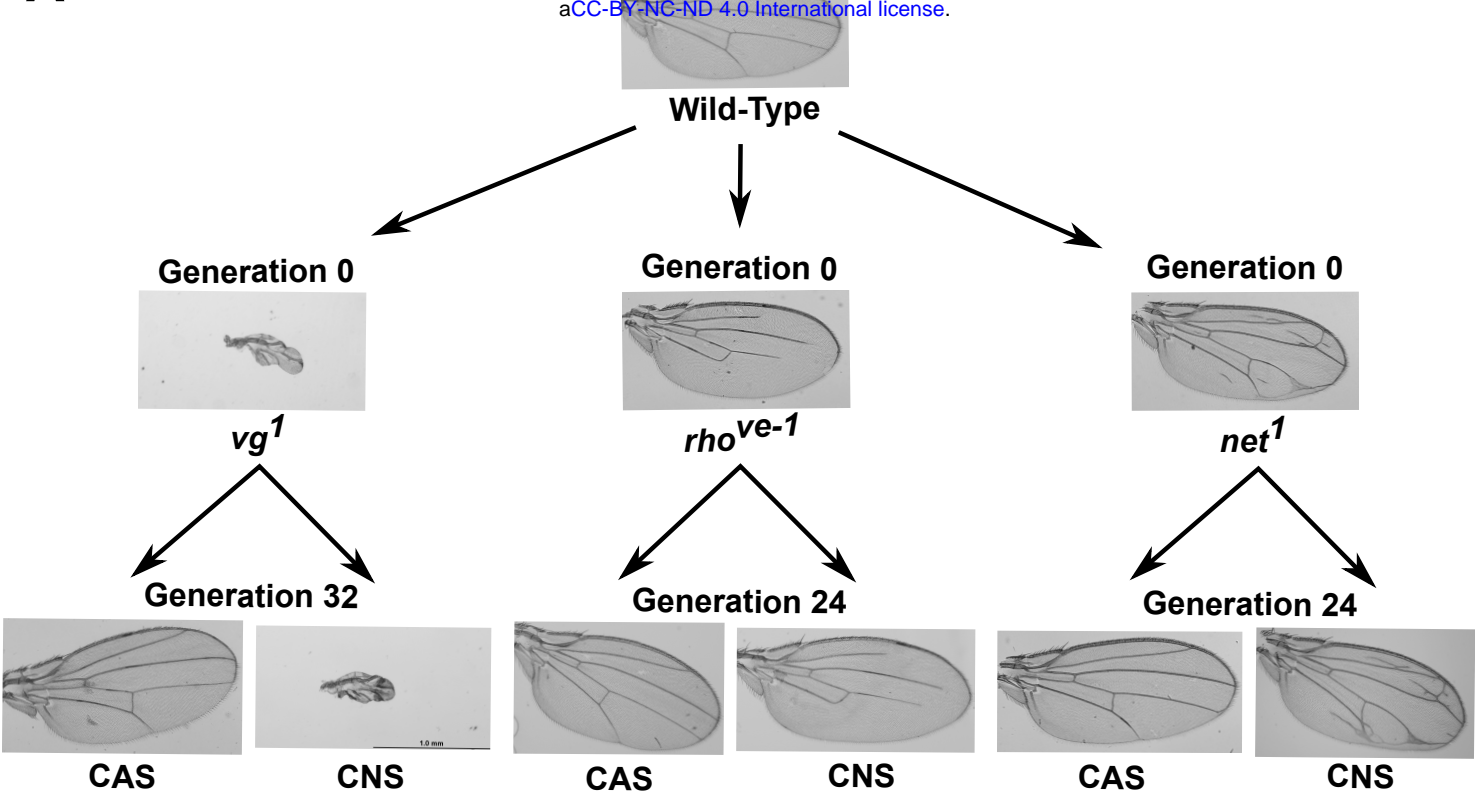 aCC-BY-NC-ND 4.0 International license.
Wild-Type
Generation 0
Generation 0
Generation 0
vg1
rhove-1
net1
Generation 32
Generation 24
Generation 24
1.0 mm
CAS
CNS
CAS
CNS
CAS
CNS